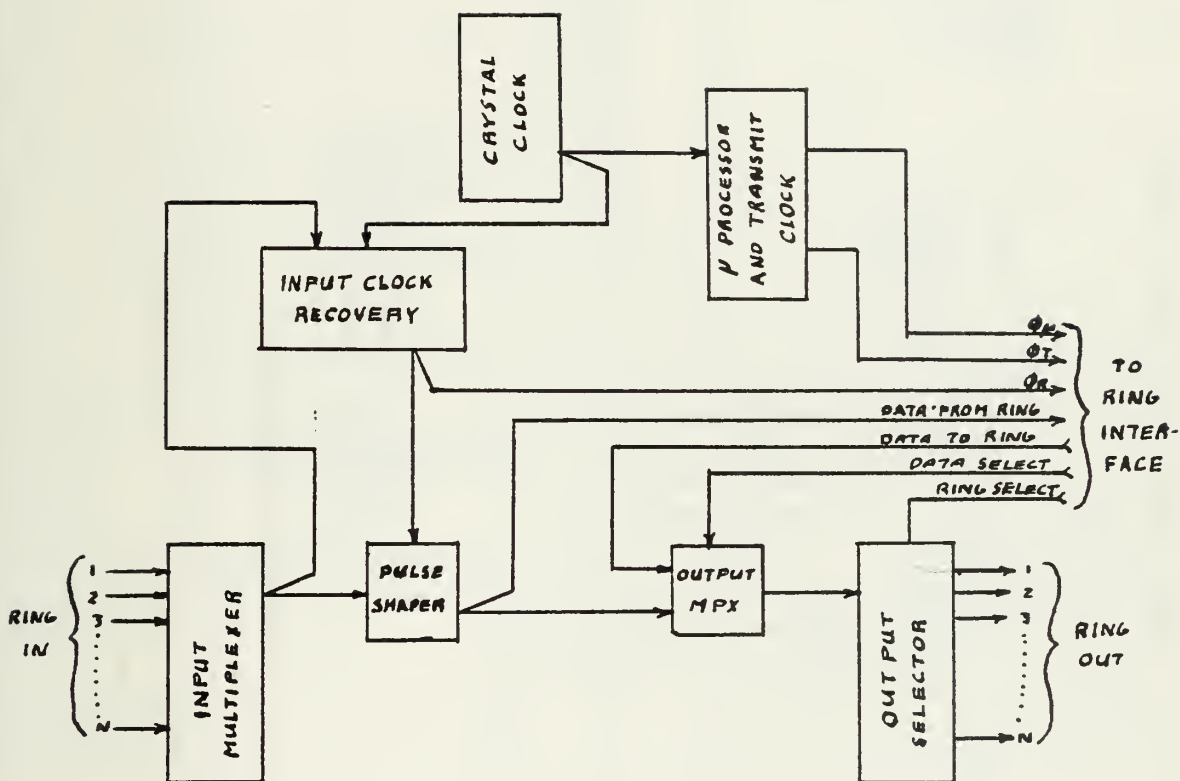 CRYSTAL
CLOCK
μ PROCESSOR
AND TRANSMIT
CLOCK
INPUT CLOCK
RECOVERY
ϕμ
ϕT
ϕR
DATA FROM RING
DATA TO RING
DATA SELECT
RING SELECT
TO
RING
INTER-
FACE
RING
IN
1
2
3
N
INPUT
MULTIPLEXER
PULSE
SHAPER
OUTPUT
MPX
OUTPUT
SELECTOR
1
2
3
N
RING
OUT